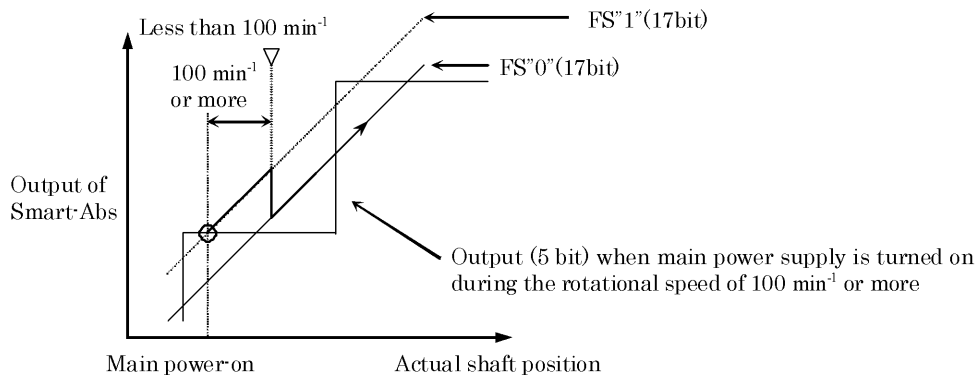 Less than 100 min-1
FS"1"(17bit)
FS"0"(17bit)
100 min-1
or more
Output of
Smart-Abs
Output (5 bit) when main power supply is turned on
during the rotational speed of 100 min-1 or more
Main power-on
Actual shaft position